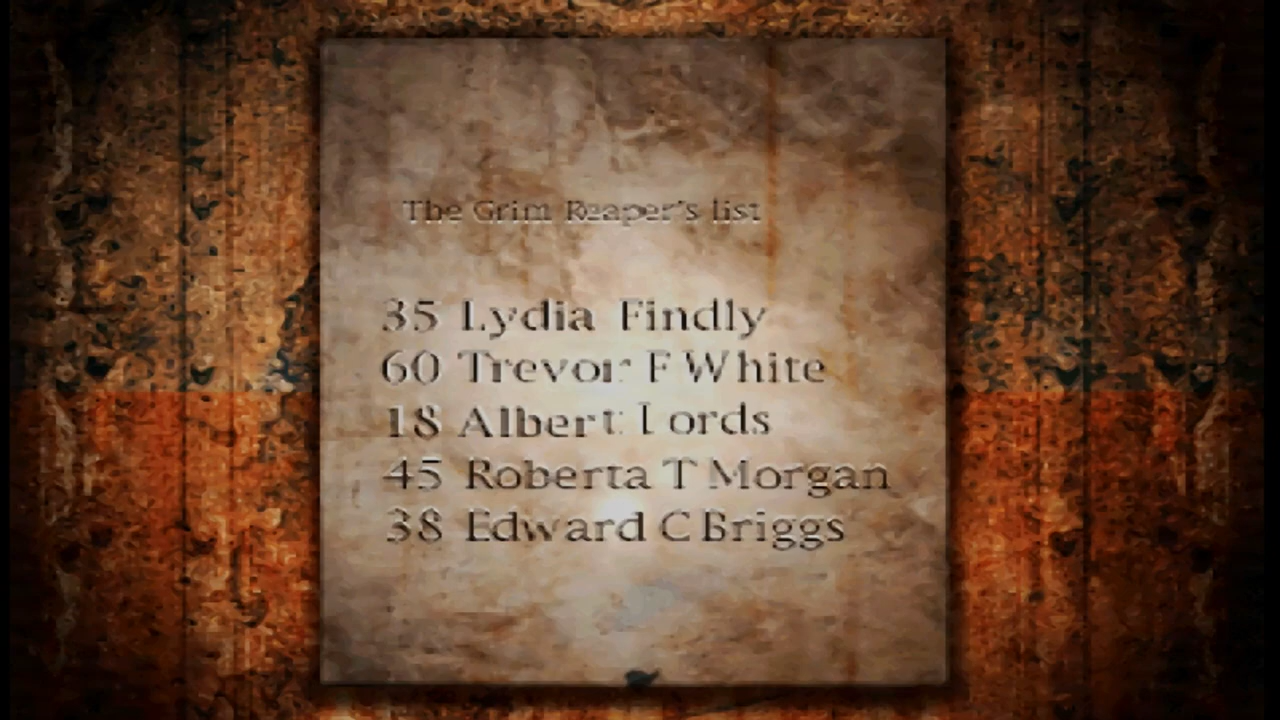 The Grim Reaper's list
35 Lydia Findly
60 Trevor F White
18 Albert Lords
45 Roberta T Morgan
38 Edward C Briggs